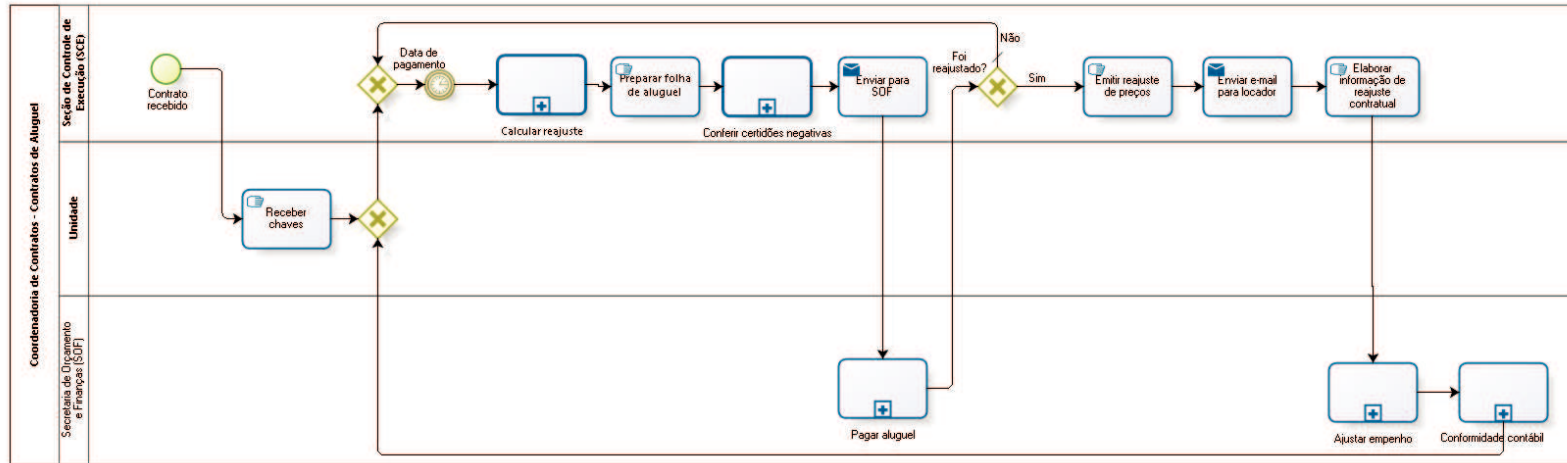 Coordenadoria de Contratos - Contratos de Aluguel
Seção de Controle de
Execução (SCE)
Contrato
recebido
Data de
pagamento
Calcular reajuste
Preparar folha
de aluguel
Conferir certidões negativas
Enviar para
SOF
Foi
reajustado?
Não
Sim
Emitir reajuste
de preços
Enviar e-mail
para locador
Elaborar
informação de
reajuste
contratual
Unidade
Receber
chaves
Secretaria de Orçamento
e Finanças (SOF)
Pagar aluguel
Ajustar empenho
Conformidade contábil